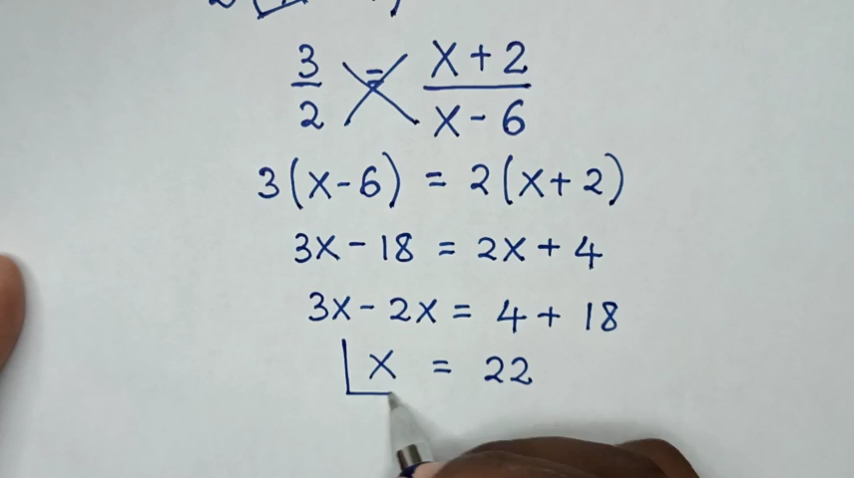 3/2 = x+2/x-6
3(x-6) = 2(x+2)
3x-18 = 2x+4
3x-2x = 4+18
x = 22